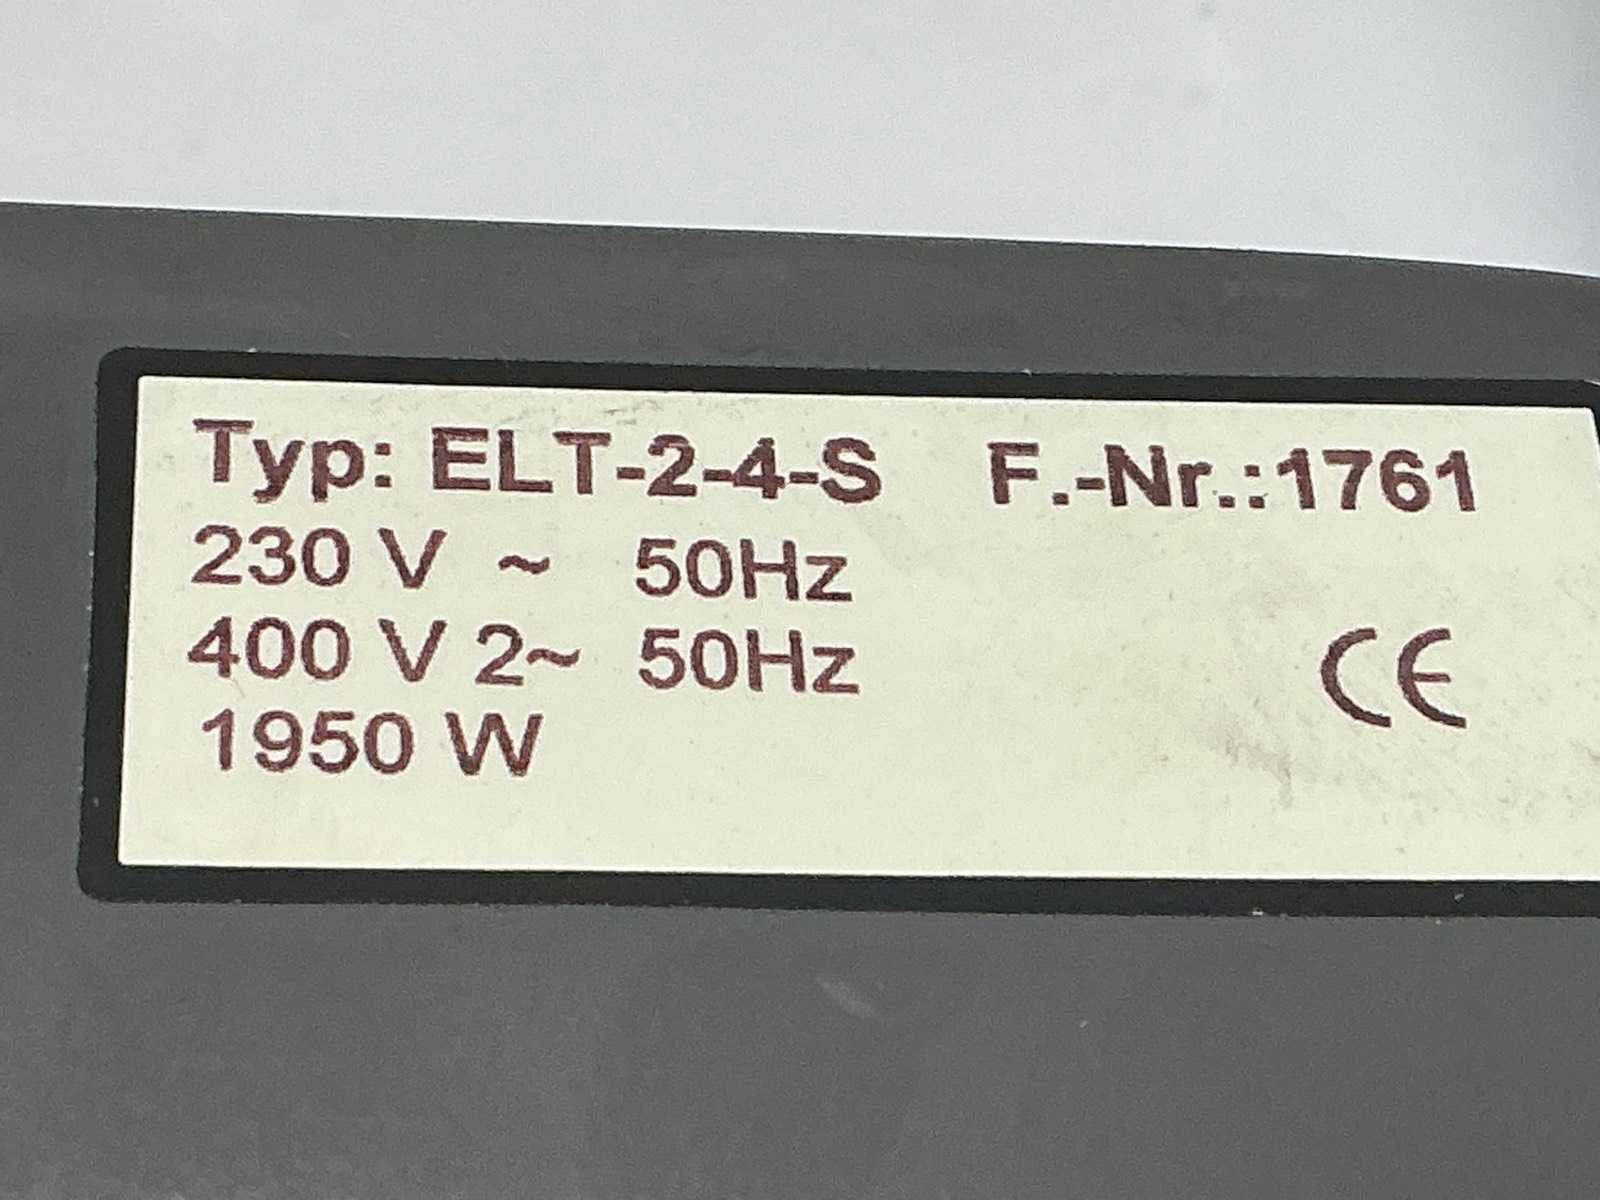 Typ: ELT-2-4-S F.-Nr.:1761
230 V ~ 50Hz
400 V 2~ 50Hz
CE
1950 W